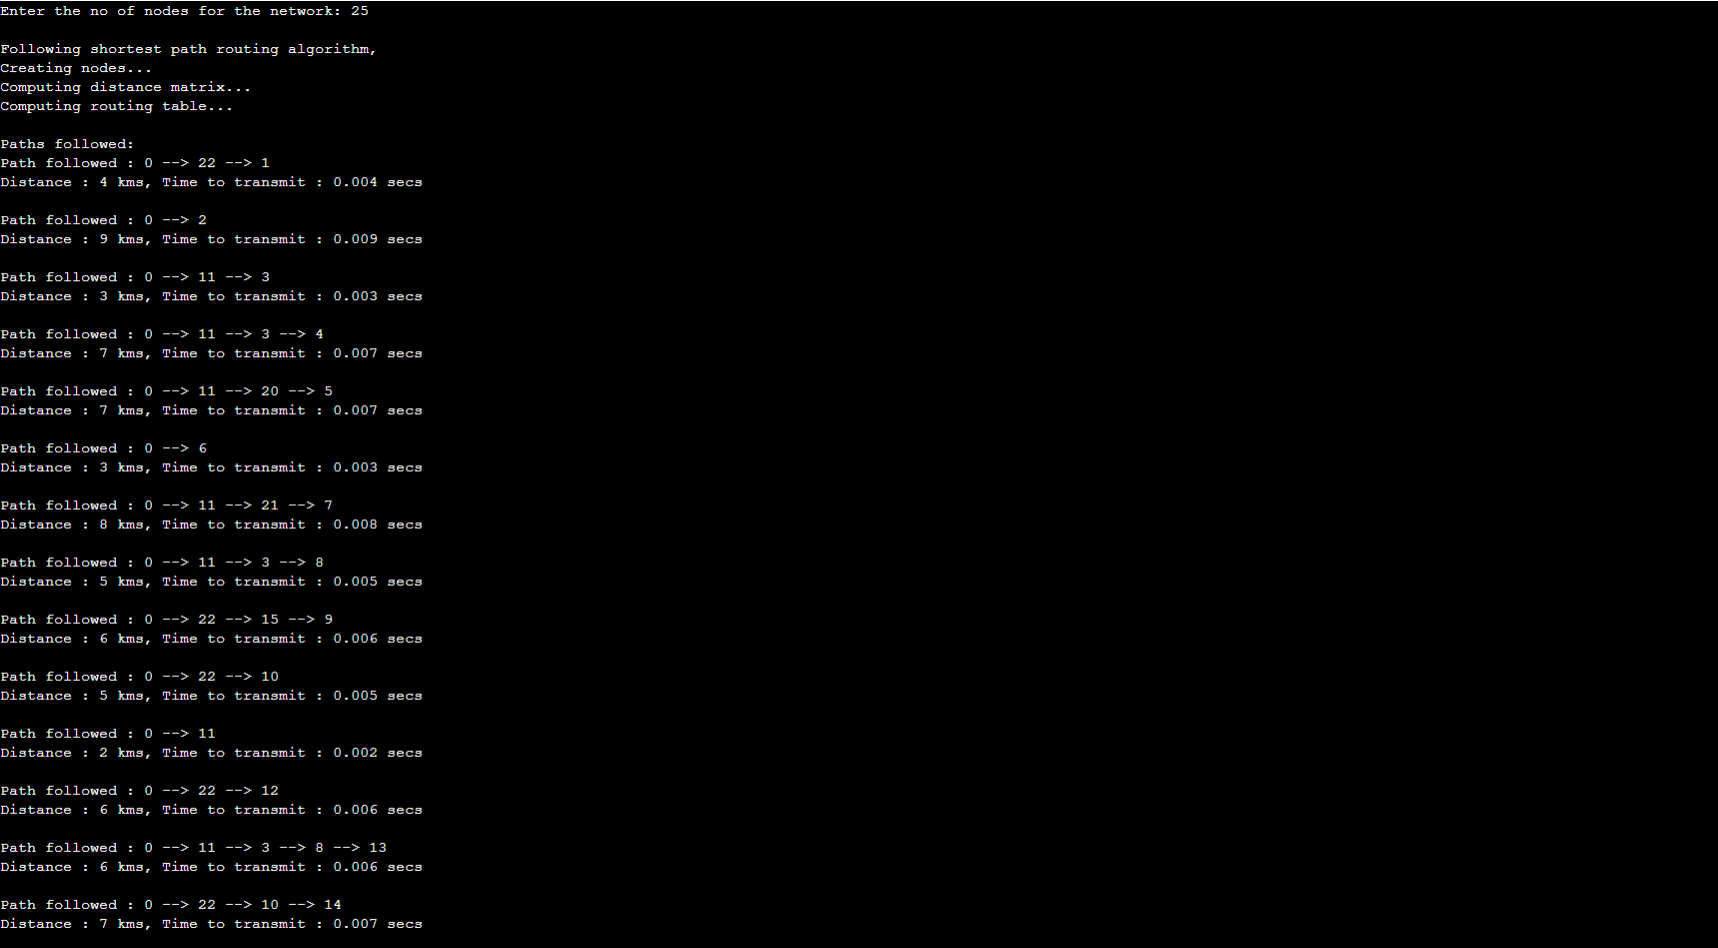 Enter the no of nodes for the network: 25
Following shortest path routing algorithm,
Creating nodes...
Computing distance matrix...
Computing routing table...
Paths followed:
Path followed : 0 --> 22 --> 1
Distance : 4 kms, Time to transmit : 0.004 secs
Path followed : 0 --> 2
Distance : 9 kms, Time to transmit : 0.009 secs
Path followed : 0 --> 11 --> 3
Distance : 3 kms, Time to transmit : 0.003 secs
Path followed : 0 --> 11 --> 3 --> 4
Distance : 7 kms, Time to transmit : 0.007 secs
Path followed : 0 --> 11 --> 20 --> 5
Distance : 7 kms, Time to transmit : 0.007 secs
Path followed : 0 --> 6
Distance : 3 kms, Time to transmit : 0.003 secs
Path followed : 0 --> 11 --> 21 --> 7
Distance : 8 kms, Time to transmit : 0.008 secs
Path followed : 0 --> 11 --> 3 --> 8
Distance : 5 kms, Time to transmit : 0.005 secs
Path followed : 0 --> 22 --> 15 --> 9
Distance : 6 kms, Time to transmit : 0.006 secs
Path followed : 0 --> 22 --> 10
Distance : 5 kms, Time to transmit : 0.005 secs
Path followed : 0 --> 11
Distance : 2 kms, Time to transmit : 0.002 secs
Path followed : 0 --> 22 --> 12
Distance : 6 kms, Time to transmit : 0.006 secs
Path followed : 0 --> 11 --> 3 --> 8 --> 13
Distance : 6 kms, Time to transmit : 0.006 secs
Path followed : 0 --> 22 --> 10 --> 14
Distance : 7 kms, Time to transmit : 0.007 secs